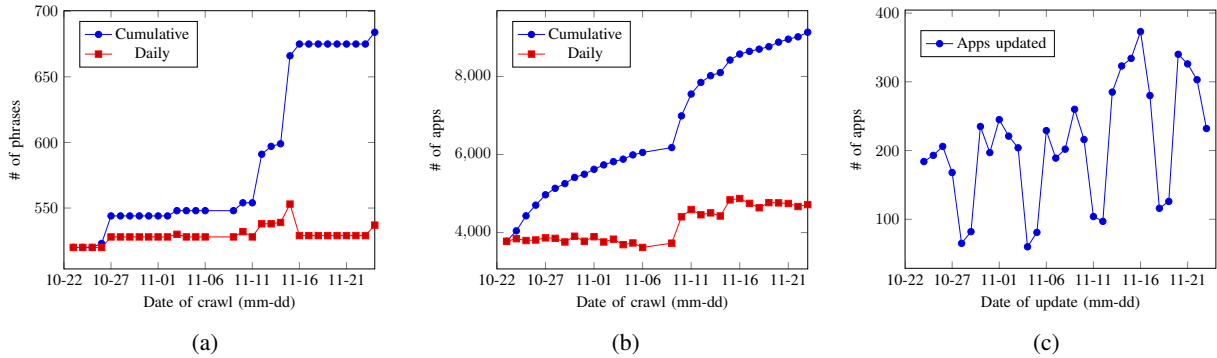 700
650
600
550
# of phrases
Cumulative
Daily
10-22 10-27 11-01 11-06 11-11 11-16 11-21
Date of crawl (mm-dd)
(a)
8,000
6,000
4,000
# of apps
Cumulative
Daily
10-22 10-27 11-01 11-06 11-11 11-16 11-21
Date of crawl (mm-dd)
(b)
400
300
200
100
# of apps
Apps updated
10-22 10-27 11-01 11-06 11-11 11-16 11-21
Date of update (mm-dd)
(c)